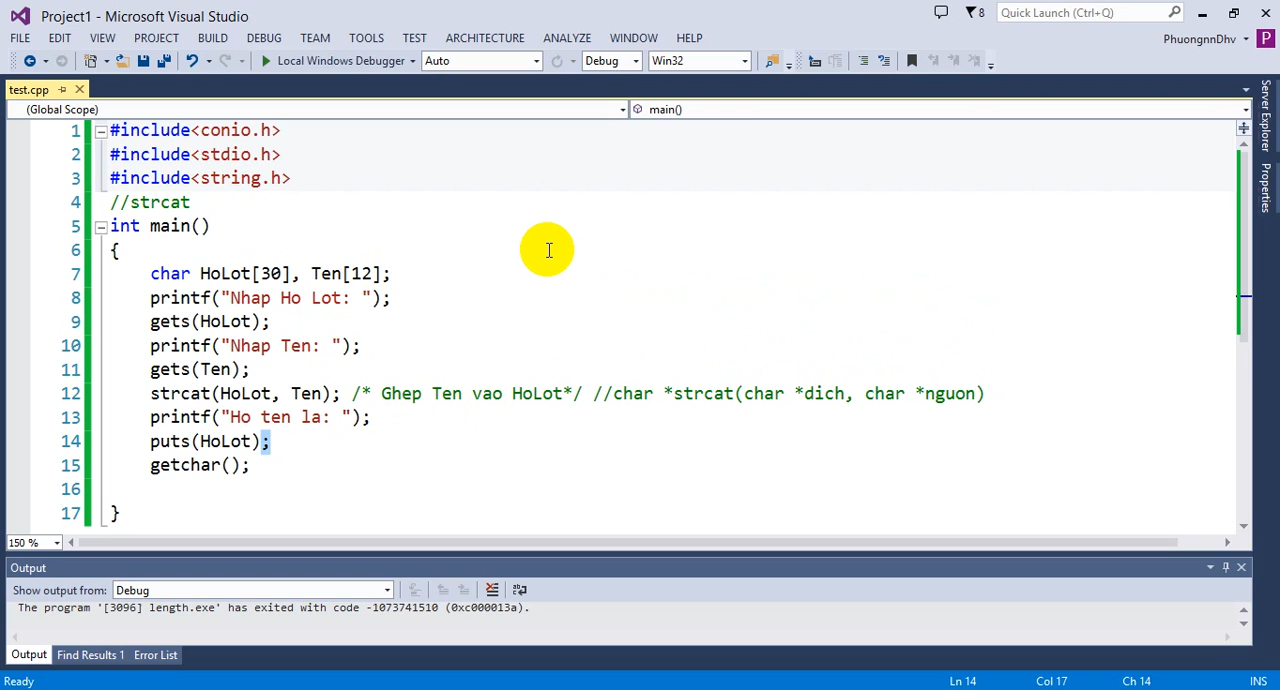 Project1 - Microsoft Visual Studio
8
Quick Launch (Ctrl+Q)
FILE EDIT VIEW PROJECT BUILD DEBUG TEAM TOOLS TEST ARCHITECTURE ANALYZE WINDOW HELP
PhuongnnDhv
P
Local Windows Debugger
Auto
Debug
Win32
test.cpp
(Global Scope)
main()
Server Explorer
Properties
1 #include<conio.h>
2 #include<stdio.h>
3 #include<string.h>
4 //strcat
5 int main()
6 {
7 char HoLot[30], Ten[12];
8 printf("Nhap Ho Lot: ");
9 gets(HoLot);
10 printf("Nhap Ten: ");
11 gets(Ten);
12 strcat(HoLot, Ten); /* Ghep Ten vao HoLot*/ //char *strcat(char *dich, char *nguon)
13 printf("Ho ten la: ");
14 puts(HoLot);
15 getchar();
16
17 }
150 %
Output
Show output from: Debug
The program '[3096] length.exe' has exited with code -1073741510 (0xc000013a).
Output Find Results 1 Error List
Ready Ln 14 Col 17 Ch 14 INS